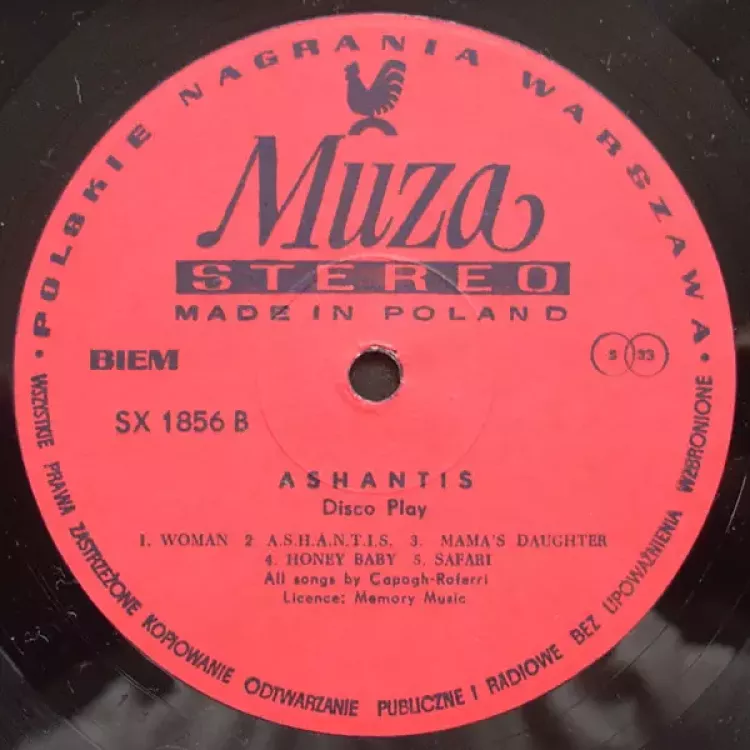 · POLSKIE NAGRANIA WARSZAWA ·
Muza
STEREO
MADE IN POLAND
BIEM
S 33
SX 1856 B
ASHANTIS
Disco Play
1. WOMAN 2 A.S.H.A.N.T.I.S. 3. MAMA'S DAUGHTER
4. HONEY BABY 5. SAFARI
All songs by Capogh-Roferri
Licence: Memory Music
WSZYSTKIE PRAWA ZASTRZEŻONE KOPIOWANIE ODTWARZANIE PUBLICZNE I RADIOWE BEZ UPOWAŻNIENIA WZBRONIONE